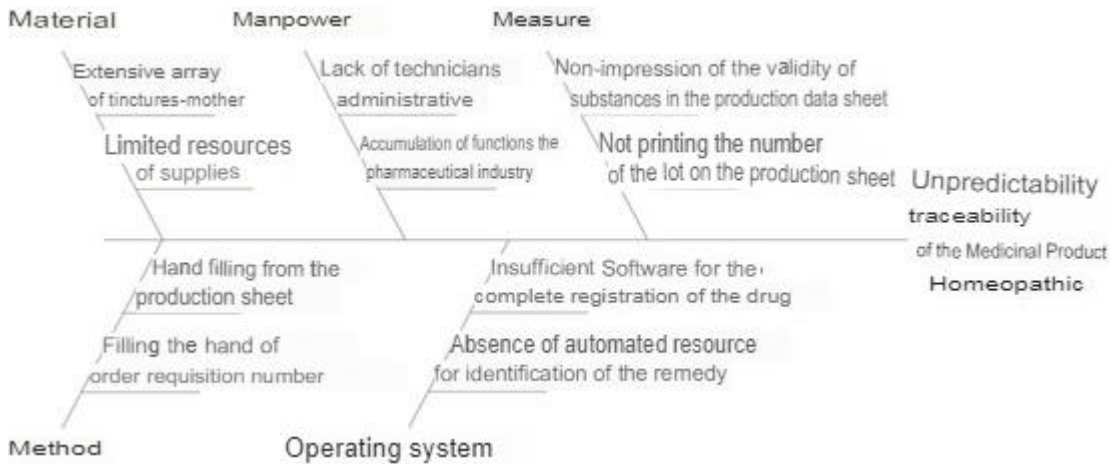 Material
Manpower
Measure
Extensive array
of tinctures-mother
Limited resources
of supplies
Lack of technicians
administrative
Accumulation of functions the
pharmaceutical industry
Non-impression of the validity of
substances in the production data sheet
Not printing the number
of the lot on the production sheet
Unpredictability
traceability
of the Medicinal Product
Homeopathic
Hand filling from the
production sheet
Filling the hand of
order requisition number
Insufficient Software for the
complete registration of the drug
Absence of automated resource
for identification of the remedy
Method
Operating system